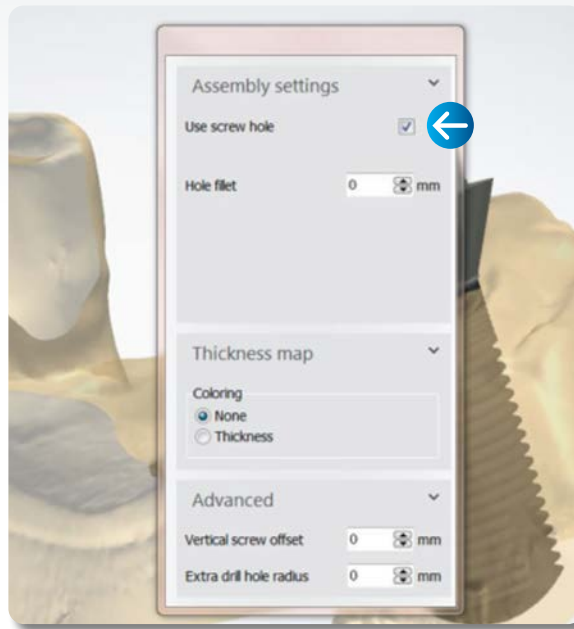 Assembly settings
Use screw hole
Hole fillet 0 mm
Thickness map
Coloring
None
Thickness
Advanced
Vertical screw offset 0 mm
Extra drill hole radius 0 mm